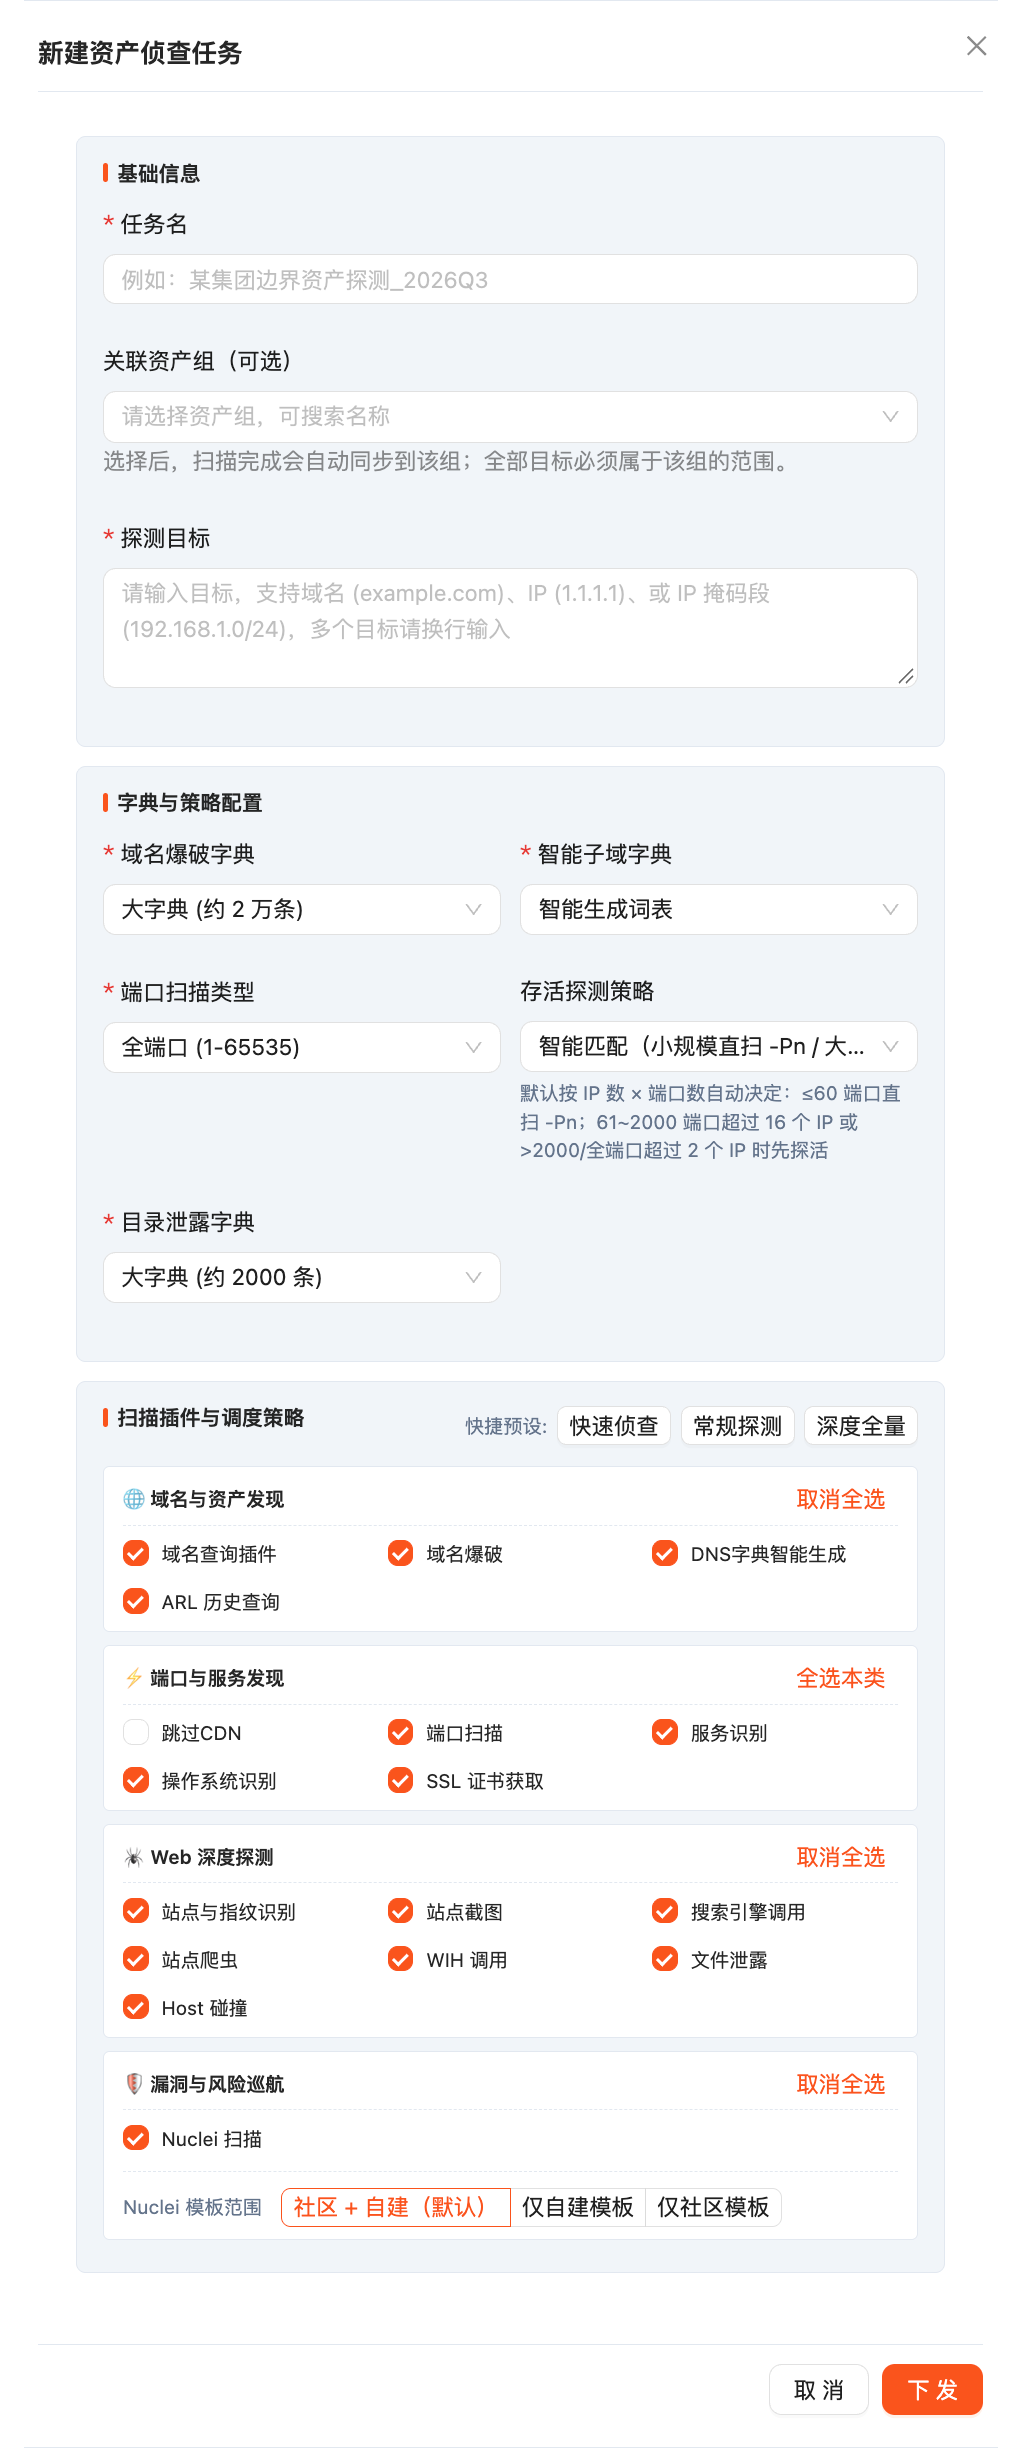 新建资产侦查任务
基础信息
* 任务名
例如：某集团边界资产探测_2026Q3
关联资产组（可选）
请选择资产组，可搜索名称
选择后，扫描完成会自动同步到该组；全部目标必须属于该组的范围。
* 探测目标
请输入目标，支持域名 (example.com)、IP (1.1.1.1)、或 IP 掩码段
(192.168.1.0/24)，多个目标请换行输入
字典与策略配置
* 域名爆破字典
* 智能子域字典
大字典 (约 2 万条)
智能生成词表
* 端口扫描类型
存活探测策略
全端口 (1-65535)
智能匹配（小规模直扫 -Pn / 大...
默认按 IP 数 × 端口数自动决定：≤60 端口直
扫 -Pn；61~2000 端口超过 16 个 IP 或
>2000/全端口超过 2 个 IP 时先探活
* 目录泄露字典
大字典 (约 2000 条)
扫描插件与调度策略
快捷预设: 快速侦查 常规探测 深度全量
域名与资产发现 取消全选
域名查询插件 域名爆破 DNS字典智能生成
ARL 历史查询
端口与服务发现 全选本类
跳过CDN 端口扫描 服务识别
操作系统识别 SSL 证书获取
Web 深度探测 取消全选
站点与指纹识别 站点截图 搜索引擎调用
站点爬虫 WIH 调用 文件泄露
Host 碰撞
漏洞与风险巡航 取消全选
Nuclei 扫描
Nuclei 模板范围 社区 + 自建（默认） 仅自建模板 仅社区模板
取 消 下 发